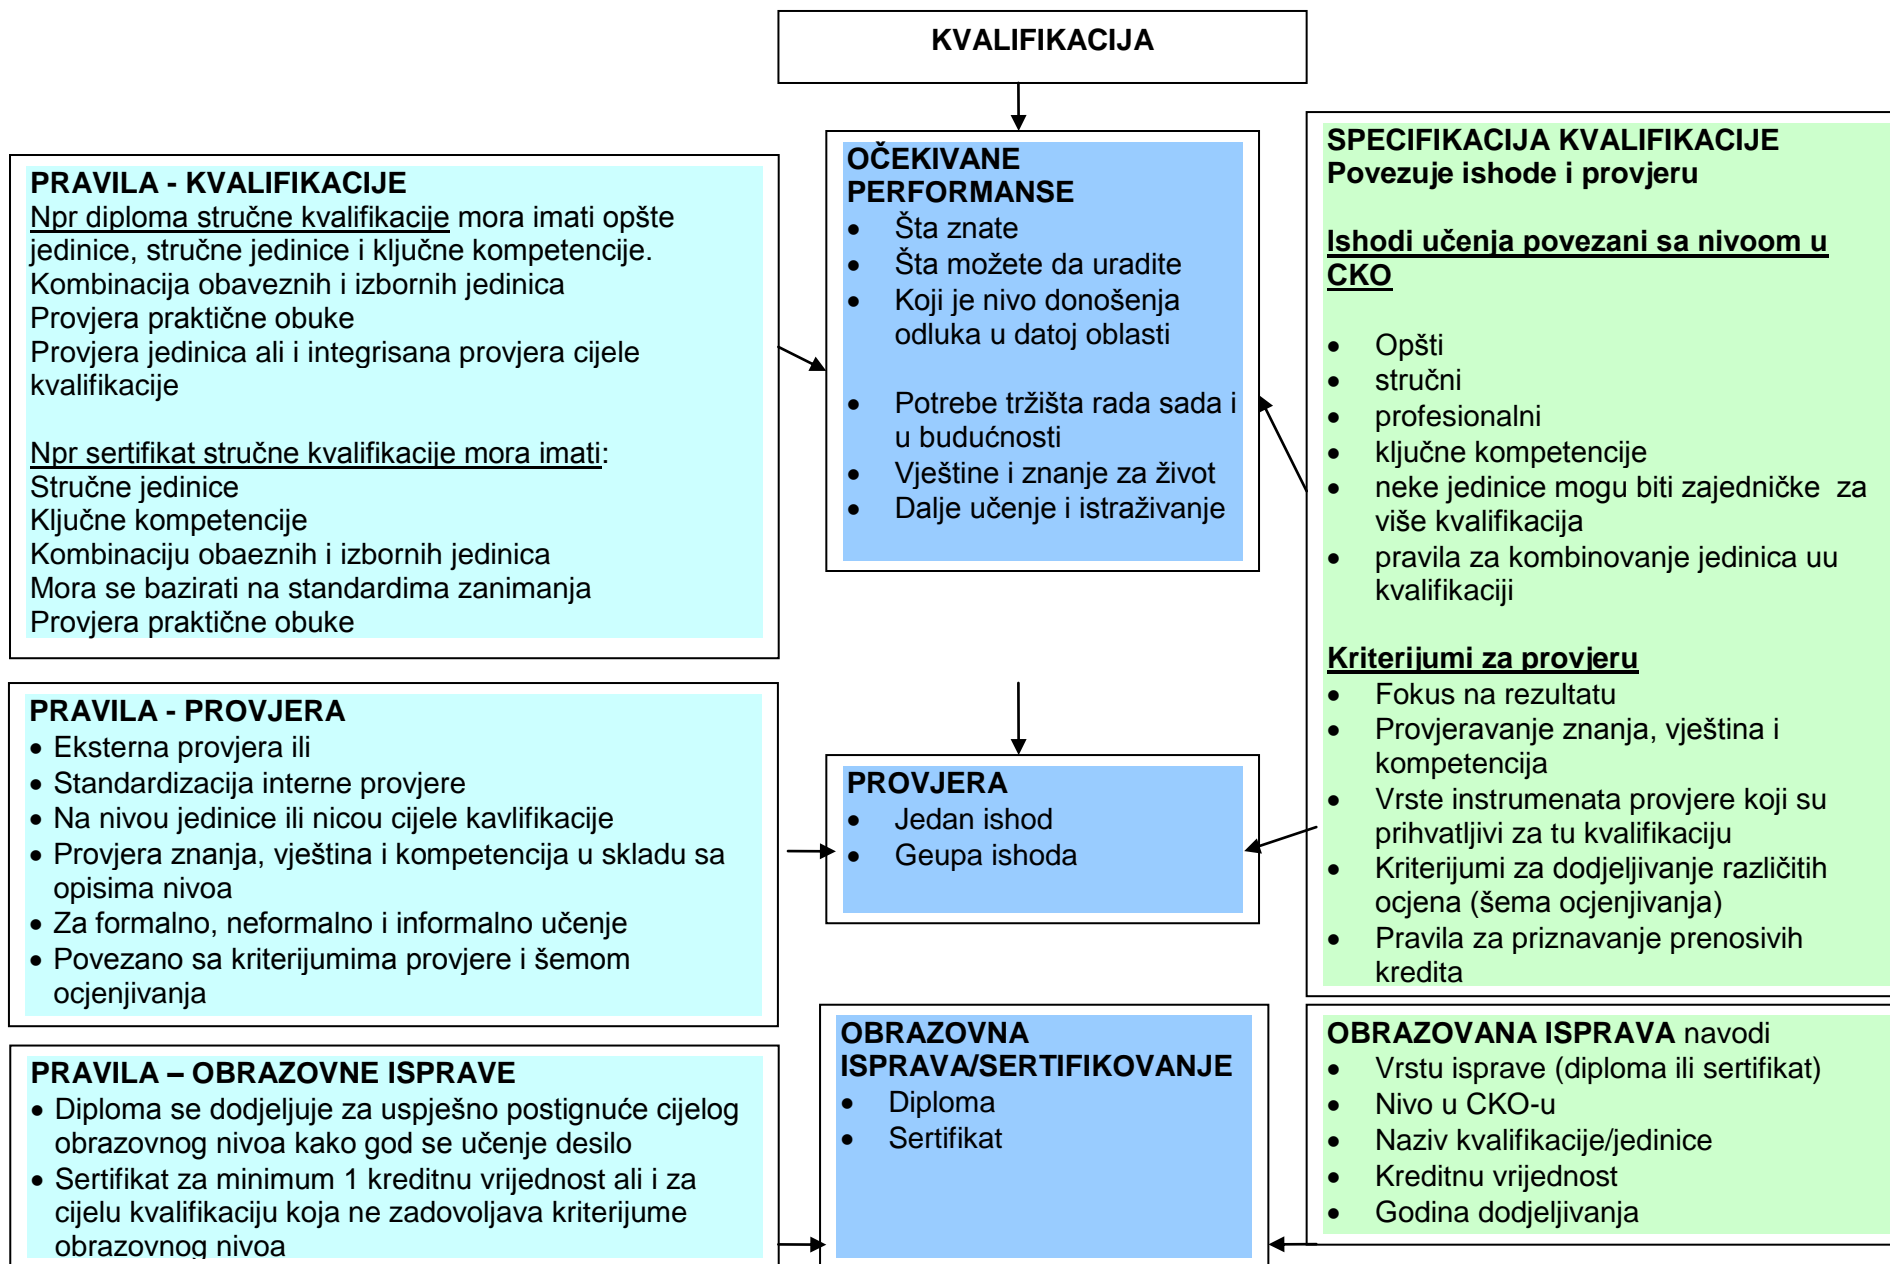 KVALIFIKACIJA
PRAVILA - KVALIFIKACIJE
Npr diploma stručne kvalifikacije mora imati opšte
jedinice, stručne jedinice i ključne kompetencije.
Kombinacija obaveznih i izbornih jedinica
Provjera praktične obuke
Provjera jedinica ali i integrisana provjera cijele
kvalifikacije
Npr sertifikat stručne kvalifikacije mora imati:
Stručne jedinice
Ključne kompetencije
Kombinaciju obaeznih i izbornih jedinica
Mora se bazirati na standardima zanimanja
Provjera praktične obuke
OČEKIVANE
PERFORMANSE
• Šta znate
• Šta možete da uradite
• Koji je nivo donošenja
odluka u datoj oblasti
• Potrebe tržišta rada sada i
u budućnosti
• Vještine i znanje za život
• Dalje učenje i istraživanje
SPECIFIKACIJA KVALIFIKACIJE
Povezuje ishode i provjeru
Ishodi učenja povezani sa nivoom u
CKO
• Opšti
• stručni
• profesionalni
• ključne kompetencije
• neke jedinice mogu biti zajedničke za
više kvalifikacija
• pravila za kombinovanje jedinica uu
kvalifikaciji
Kriterijumi za provjeru
• Fokus na rezultatu
• Provjeravanje znanja, vještina i
kompetencija
• Vrste instrumenata provjere koji su
prihvatljivi za tu kvalifikaciju
• Kriterijumi za dodjeljivanje različitih
ocjena (šema ocjenjivanja)
• Pravila za priznavanje prenosivih
kredita
PRAVILA - PROVJERA
• Eksterna provjera ili
• Standardizacija interne provjere
• Na nivou jedinice ili nicou cijele kavlifikacije
• Provjera znanja, vještina i kompetencija u skladu sa
opisima nivoa
• Za formalno, neformalno i informalno učenje
• Povezano sa kriterijumima provjere i šemom
ocjenjivanja
PROVJERA
• Jedan ishod
• Geupa ishoda
PRAVILA – OBRAZOVNE ISPRAVE
• Diploma se dodjeljuje za uspješno postignuće cijelog
obrazovnog nivoa kako god se učenje desilo
• Sertifikat za minimum 1 kreditnu vrijednost ali i za
cijelu kvalifikaciju koja ne zadovoljava kriterijume
obrazovnog nivoa
OBRAZOVNA
ISPRAVA/SERTIFIKOVANJE
• Diploma
• Sertifikat
OBRAZOVANA ISPRAVA navodi
• Vrstu isprave (diploma ili sertifikat)
• Nivo u CKO-u
• Naziv kvalifikacije/jedinice
• Kreditnu vrijednost
• Godina dodjeljivanja